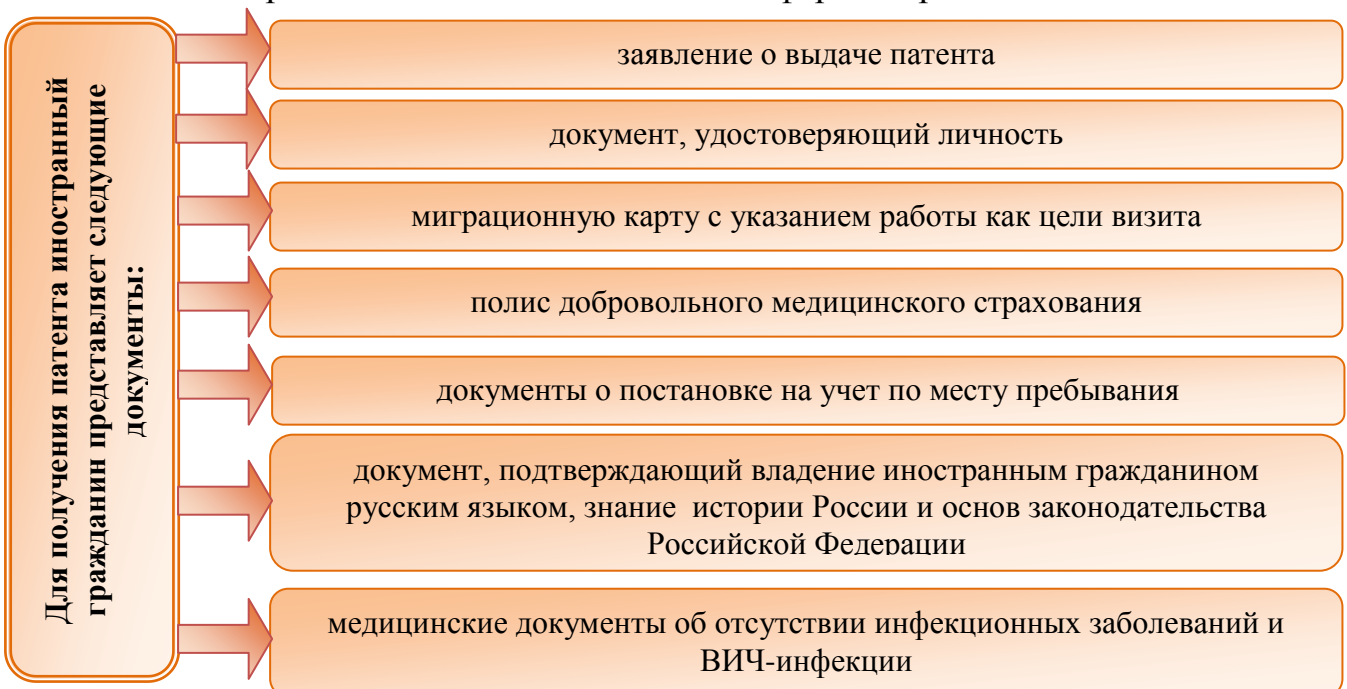 Для получения патента иностранный
гражданин представляет следующие
документы:
заявление о выдаче патента
документ, удостоверяющий личность
миграционную карту с указанием работы как цели визита
полис добровольного медицинского страхования
документы о постановке на учет по месту пребывания
документ, подтверждающий владение иностранным гражданином
русским языком, знание истории России и основ законодательства
Российской Федерации
медицинские документы об отсутствии инфекционных заболеваний и
ВИЧ-инфекции